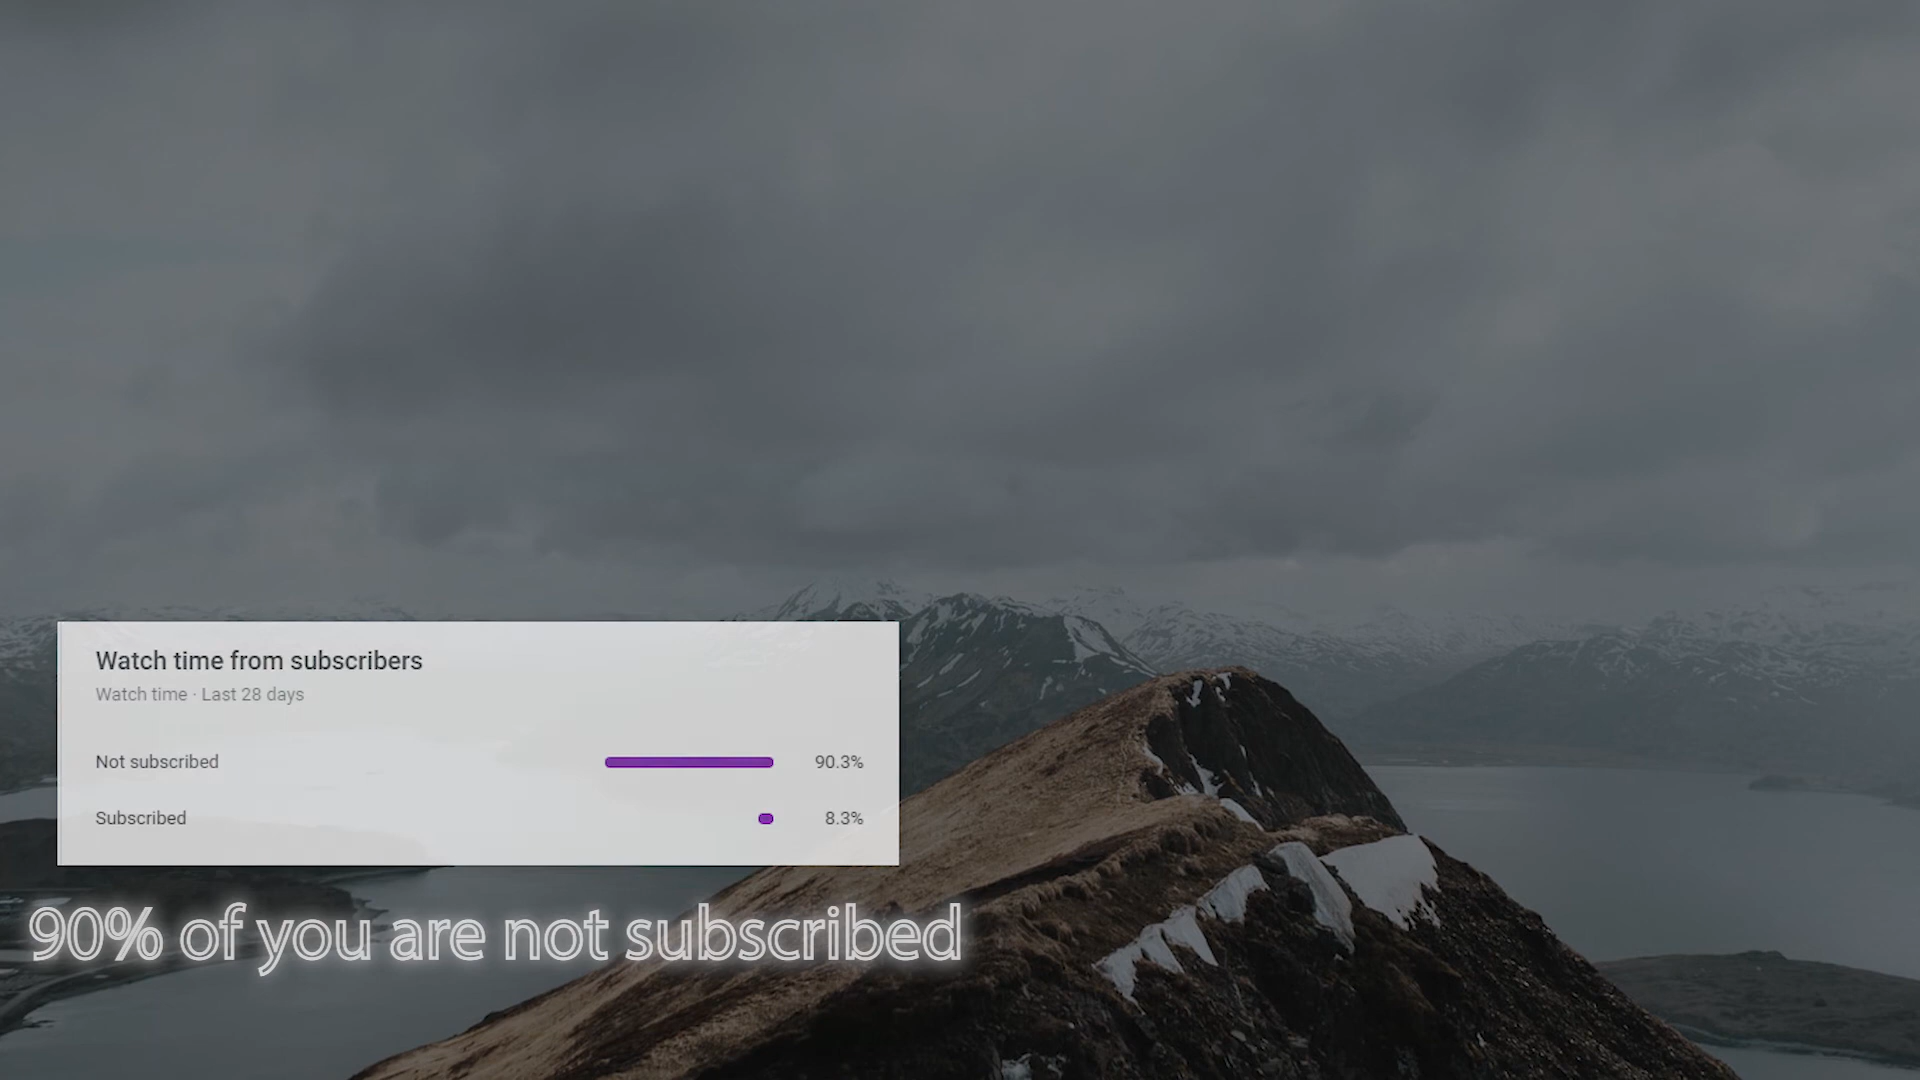 Watch time from subscribers
Watch time · Last 28 days
Not subscribed 90.3%
Subscribed 8.3%
90% of you are not subscribed